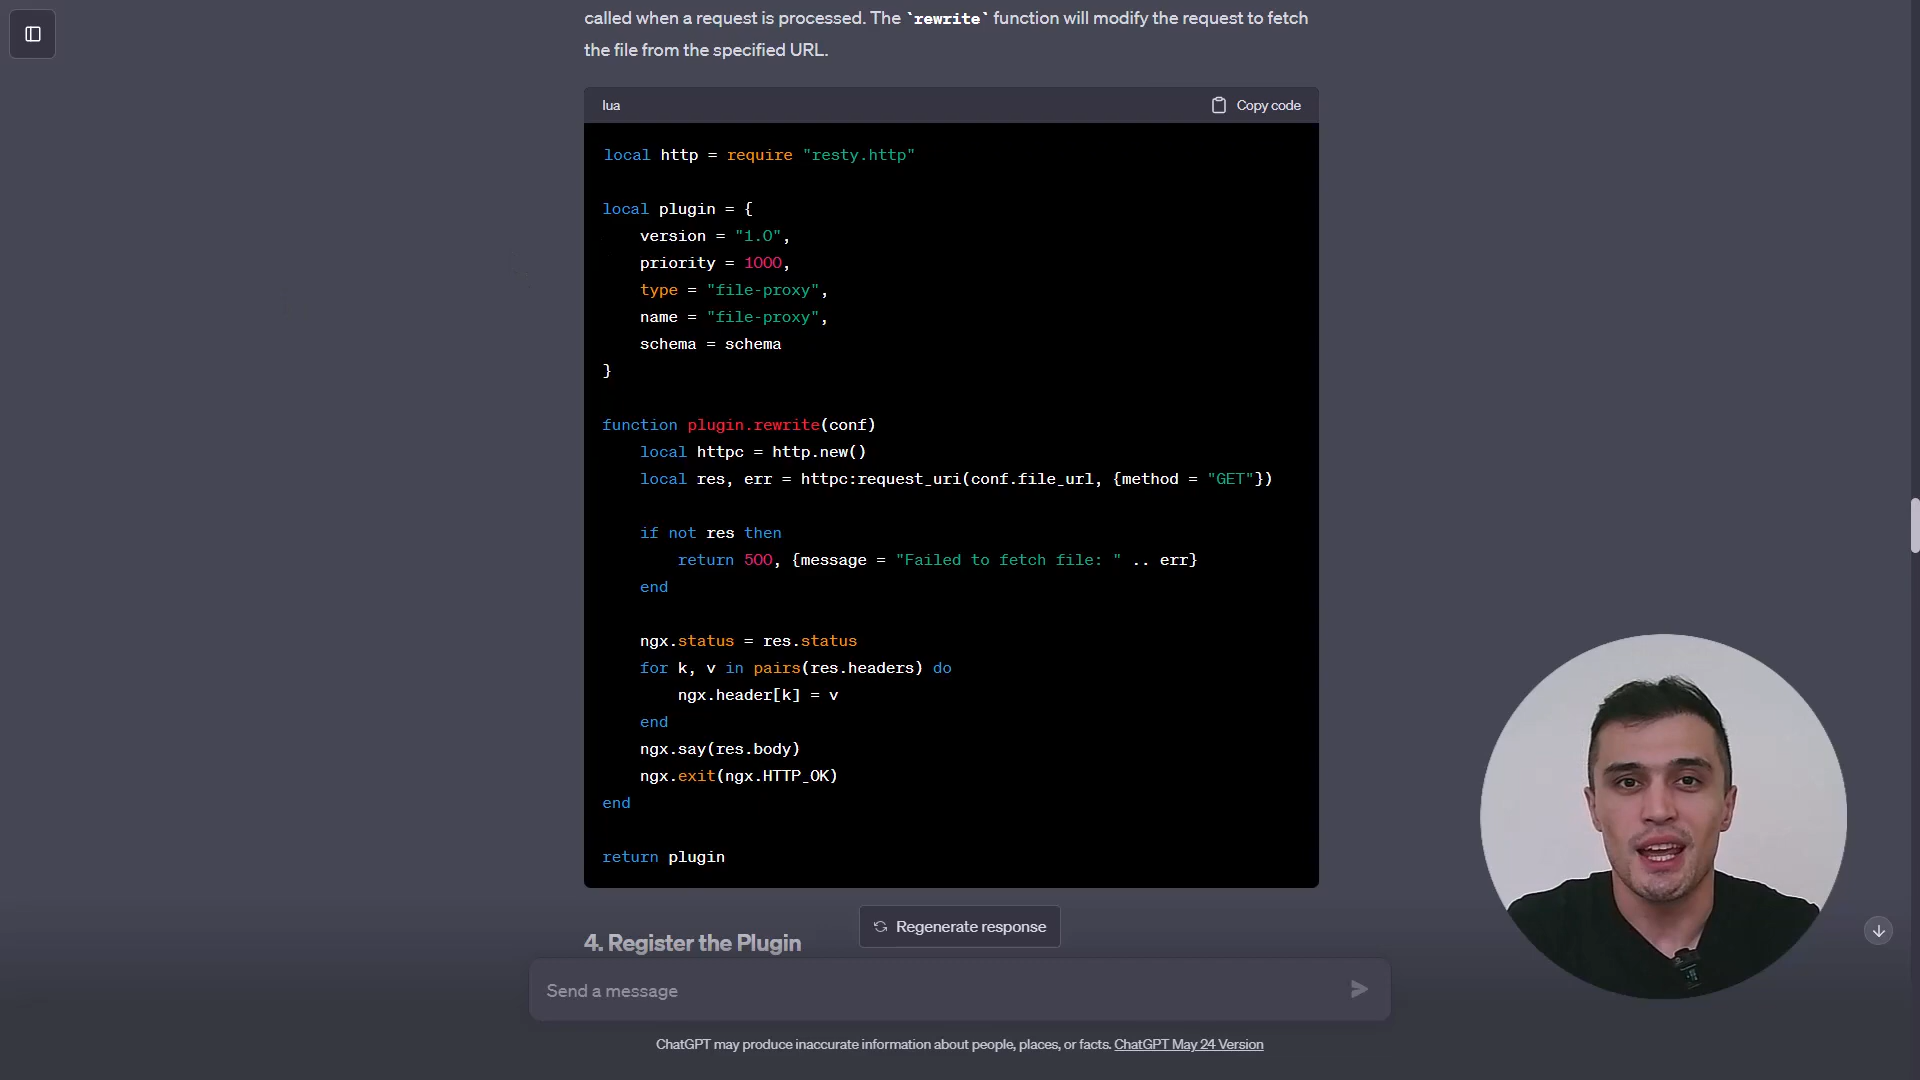 called when a request is processed. The `rewrite` function will modify the request to fetch
the file from the specified URL.
lua
Copy code
local http = require "resty.http"
local plugin = {
    version = "1.0",
    priority = 1000,
    type = "file-proxy",
    name = "file-proxy",
    schema = schema
}
function plugin.rewrite(conf)
    local httpc = http.new()
    local res, err = httpc:request_uri(conf.file_url, {method = "GET"})
    if not res then
        return 500, {message = "Failed to fetch file: " .. err}
    end
    ngx.status = res.status
    for k, v in pairs(res.headers) do
        ngx.header[k] = v
    end
    ngx.say(res.body)
    ngx.exit(ngx.HTTP_OK)
end
return plugin
Regenerate response
4. Register the Plugin
Send a message
ChatGPT may produce inaccurate information about people, places, or facts. ChatGPT May 24 Version